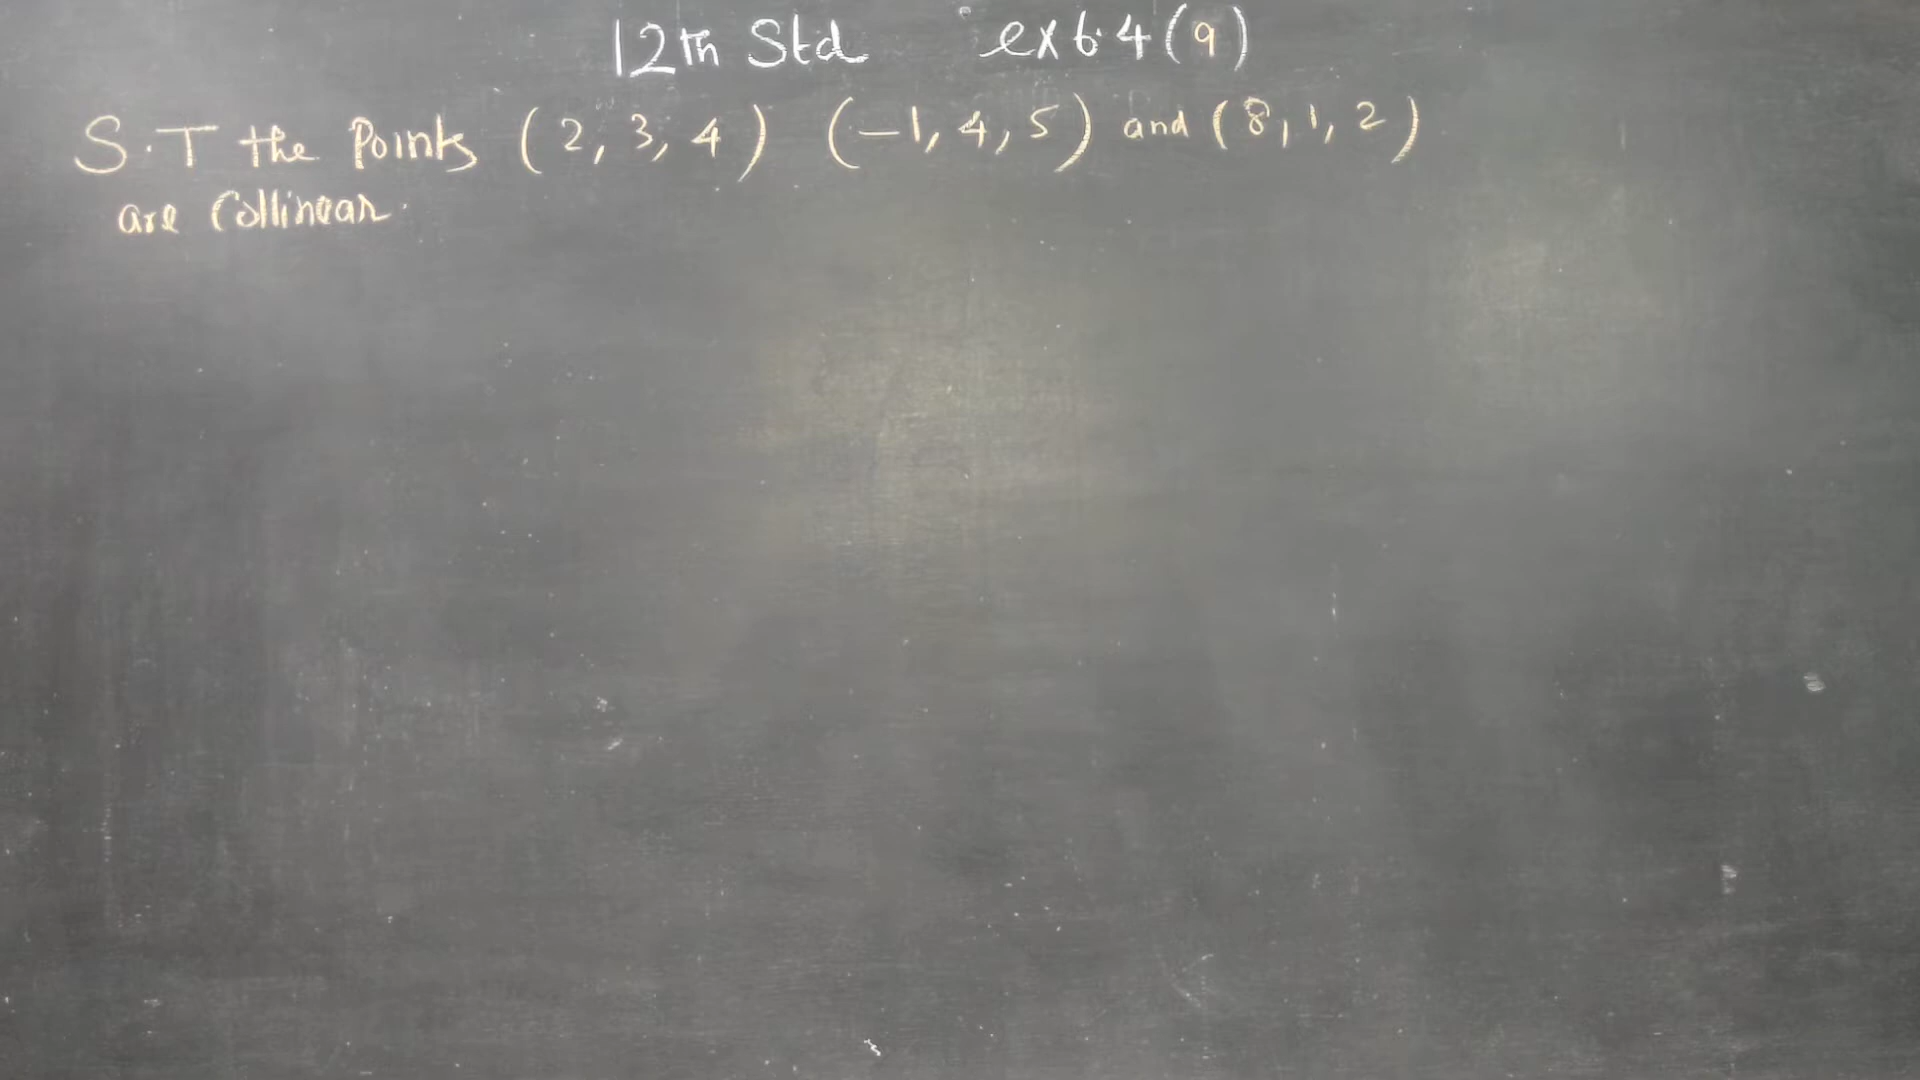 12th Std ex 6.4 (9)
S.T the Points (2, 3, 4) (-1, 4, 5) and (8, 1, 2)
are Collinear.